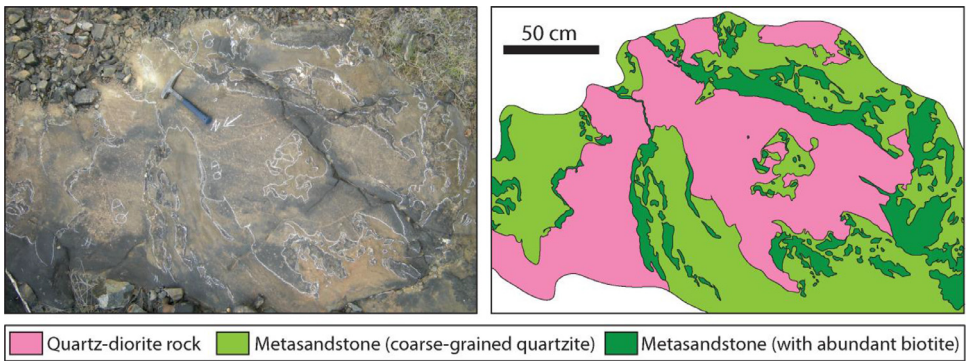 50 cm
N
Quartz-diorite rock
Metasandstone (coarse-grained quartzite)
Metasandstone (with abundant biotite)